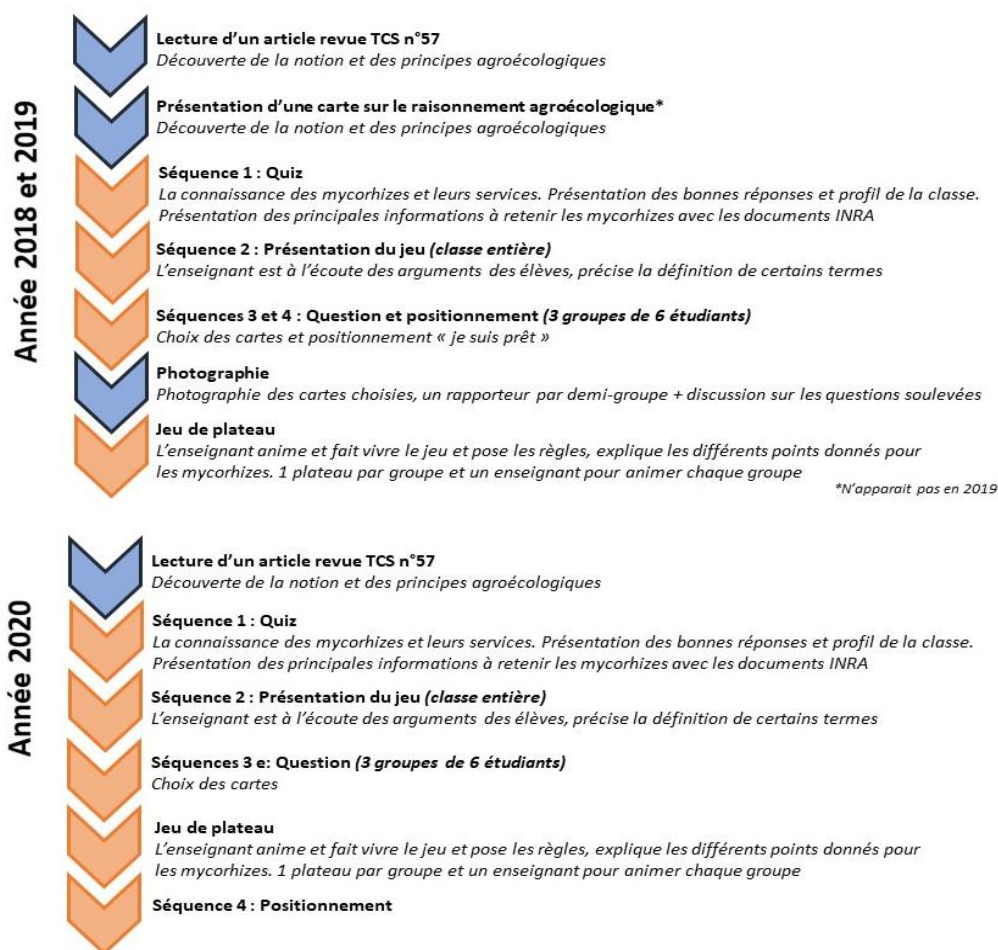 Année 2018 et 2019
Lecture d'un article revue TCS n°57
Découverte de la notion et des principes agroécologiques
Présentation d'une carte sur le raisonnement agroécologique*
Découverte de la notion et des principes agroécologiques
Séquence 1 : Quiz
La connaissance des mycorhizes et leurs services. Présentation des bonnes réponses et profil de la classe.
Présentation des principales informations à retenir les mycorhizes avec les documents INRA
Séquence 2 : Présentation du jeu (classe entière)
L'enseignant est à l'écoute des arguments des élèves, précise la définition de certains termes
Séquences 3 et 4 : Question et positionnement (3 groupes de 6 étudiants)
Choix des cartes et positionnement « je suis prêt »
Photographie
Photographie des cartes choisies, un rapporteur par demi-groupe + discussion sur les questions soulevées
Jeu de plateau
L'enseignant anime et fait vivre le jeu et pose les règles, explique les différents points donnés pour
les mycorhizes. 1 plateau par groupe et un enseignant pour animer chaque groupe
*N'apparait pas en 2019
Année 2020
Lecture d'un article revue TCS n°57
Découverte de la notion et des principes agroécologiques
Séquence 1 : Quiz
La connaissance des mycorhizes et leurs services. Présentation des bonnes réponses et profil de la classe.
Présentation des principales informations à retenir les mycorhizes avec les documents INRA
Séquence 2 : Présentation du jeu (classe entière)
L'enseignant est à l'écoute des arguments des élèves, précise la définition de certains termes
Séquences 3 e: Question (3 groupes de 6 étudiants)
Choix des cartes
Jeu de plateau
L'enseignant anime et fait vivre le jeu et pose les règles, explique les différents points donnés pour
les mycorhizes. 1 plateau par groupe et un enseignant pour animer chaque groupe
Séquence 4 : Positionnement